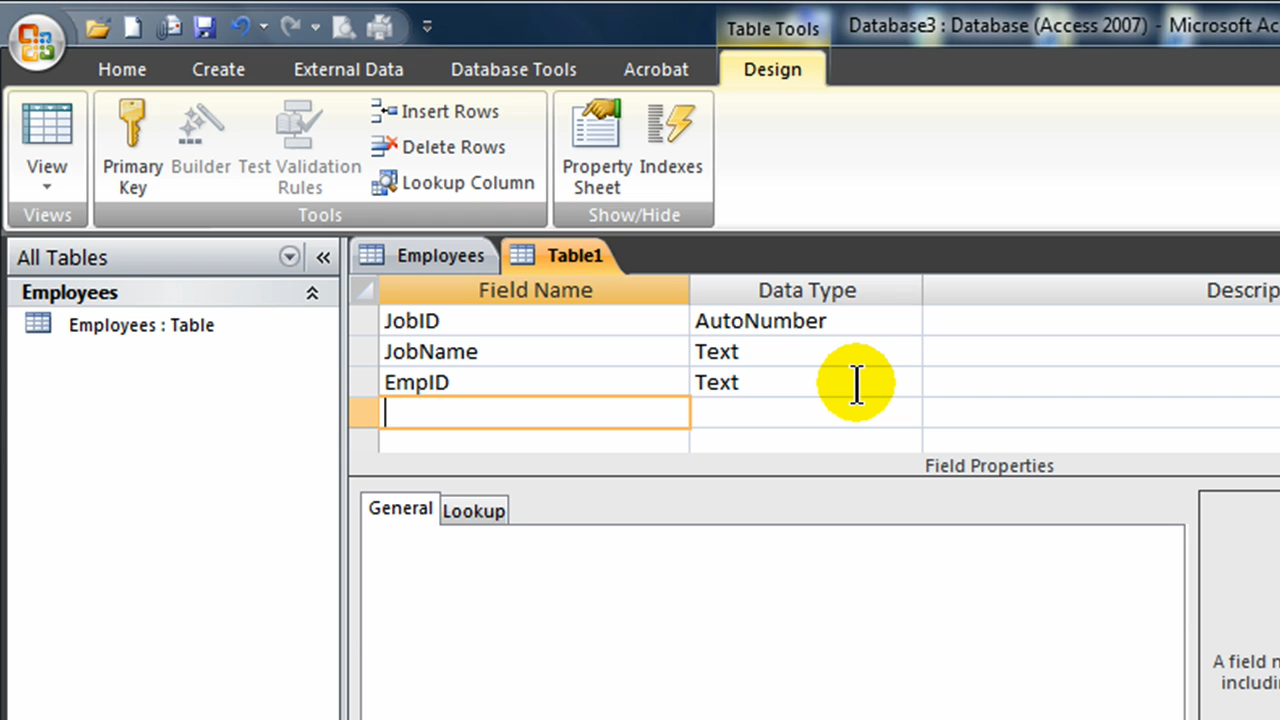 Table Tools
Database3 : Database (Access 2007) - Microsoft Ac
Home Create External Data Database Tools Acrobat Design
View
Views
Primary
Key
Builder
Test Validation
Rules
Insert Rows
Delete Rows
Lookup Column
Tools
Property
Sheet
Indexes
Show/Hide
All Tables
Employees
Employees : Table
Employees Table1
Field Name Data Type Descrip
JobID AutoNumber
JobName Text
EmpID Text
Field Properties
General Lookup
A field n
includi